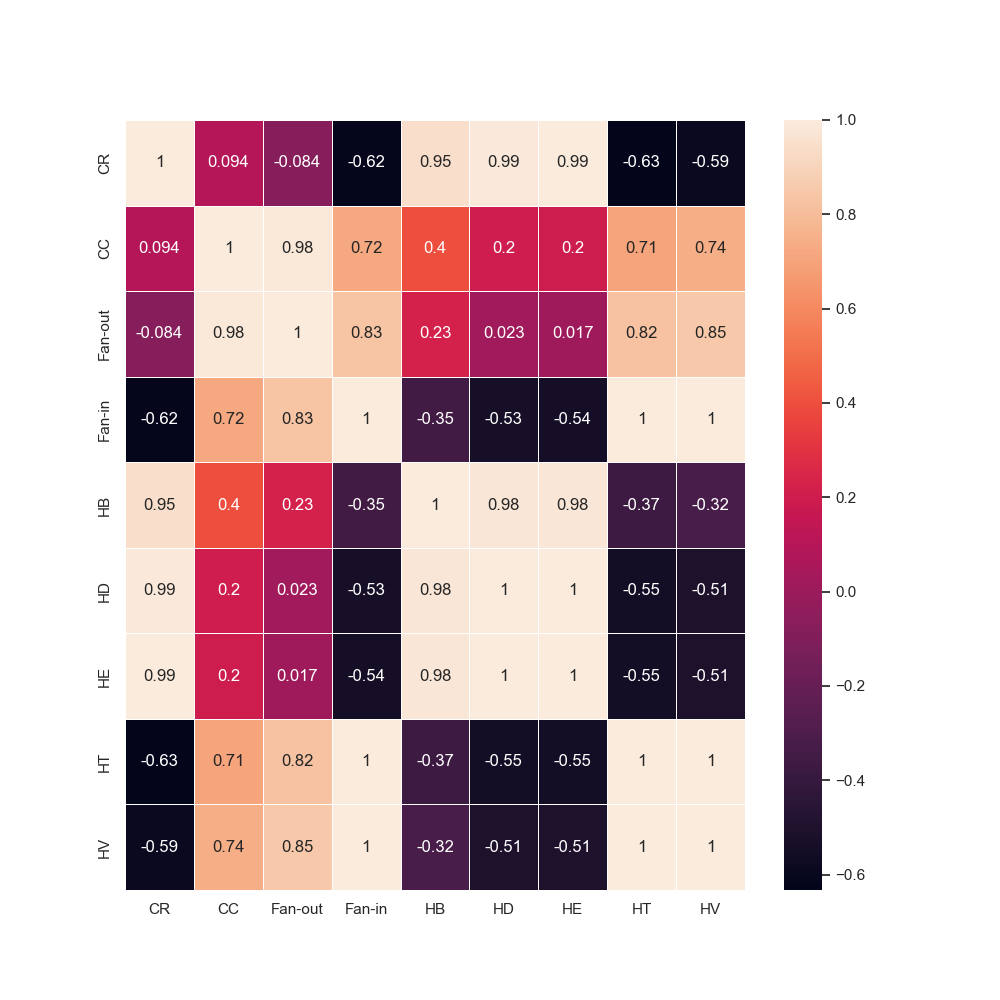 CR 1 0.094 -0.084 -0.62 0.95 0.99 0.99 -0.63 -0.59
CC 0.094 1 0.98 0.72 0.4 0.2 0.2 0.71 0.74
Fan-out -0.084 0.98 1 0.83 0.23 0.023 0.017 0.82 0.85
Fan-in -0.62 0.72 0.83 1 -0.35 -0.53 -0.54 1 1
HB 0.95 0.4 0.23 -0.35 1 0.98 0.98 -0.37 -0.32
HD 0.99 0.2 0.023 -0.53 0.98 1 1 -0.55 -0.51
HE 0.99 0.2 0.017 -0.54 0.98 1 1 -0.55 -0.51
HT -0.63 0.71 0.82 1 -0.37 -0.55 -0.55 1 1
HV -0.59 0.74 0.85 1 -0.32 -0.51 -0.51 1 1
CR CC Fan-out Fan-in HB HD HE HT HV
1.0
0.8
0.6
0.4
0.2
0.0
−0.2
−0.4
−0.6